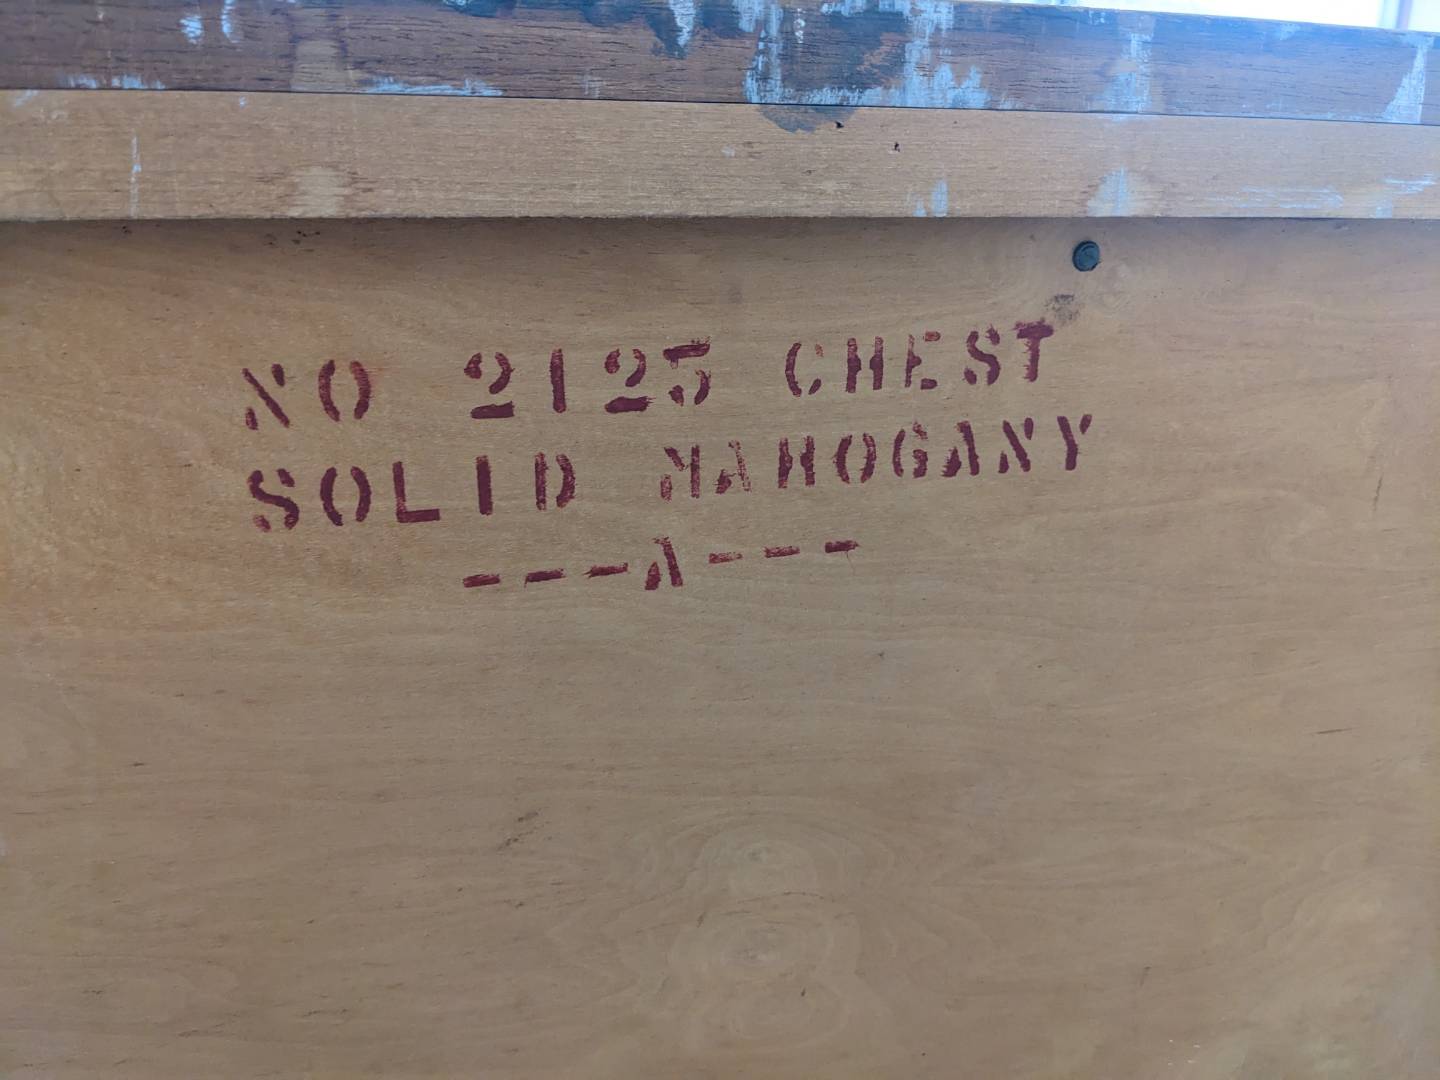 NO 2125 CHEST
SOLID MAHOGANY
---A---